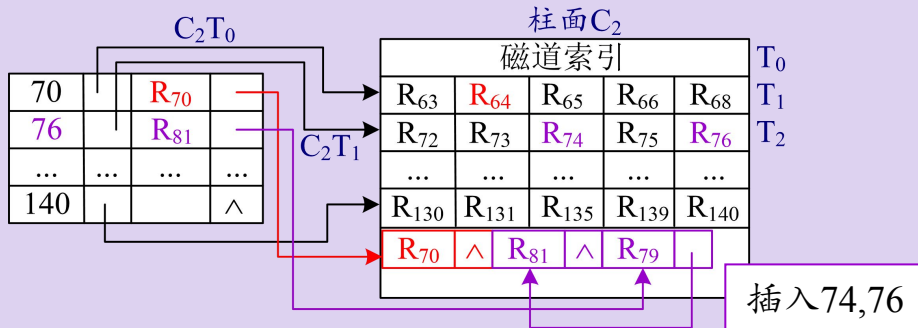 柱面C₂
C₂T₀
磁道索引 T₀
70 R₇₀
R₆₃ R₆₄ R₆₅ R₆₆ R₆₈ T₁
76 R₈₁
C₂T₁
R₇₂ R₇₃ R₇₄ R₇₅ R₇₆ T₂
... ... ... ...
... ... ... ... ...
140 ∧
R₁₃₀ R₁₃₁ R₁₃₅ R₁₃₉ R₁₄₀
R₇₀ ∧ R₈₁ ∧ R₇₉
插入74,76